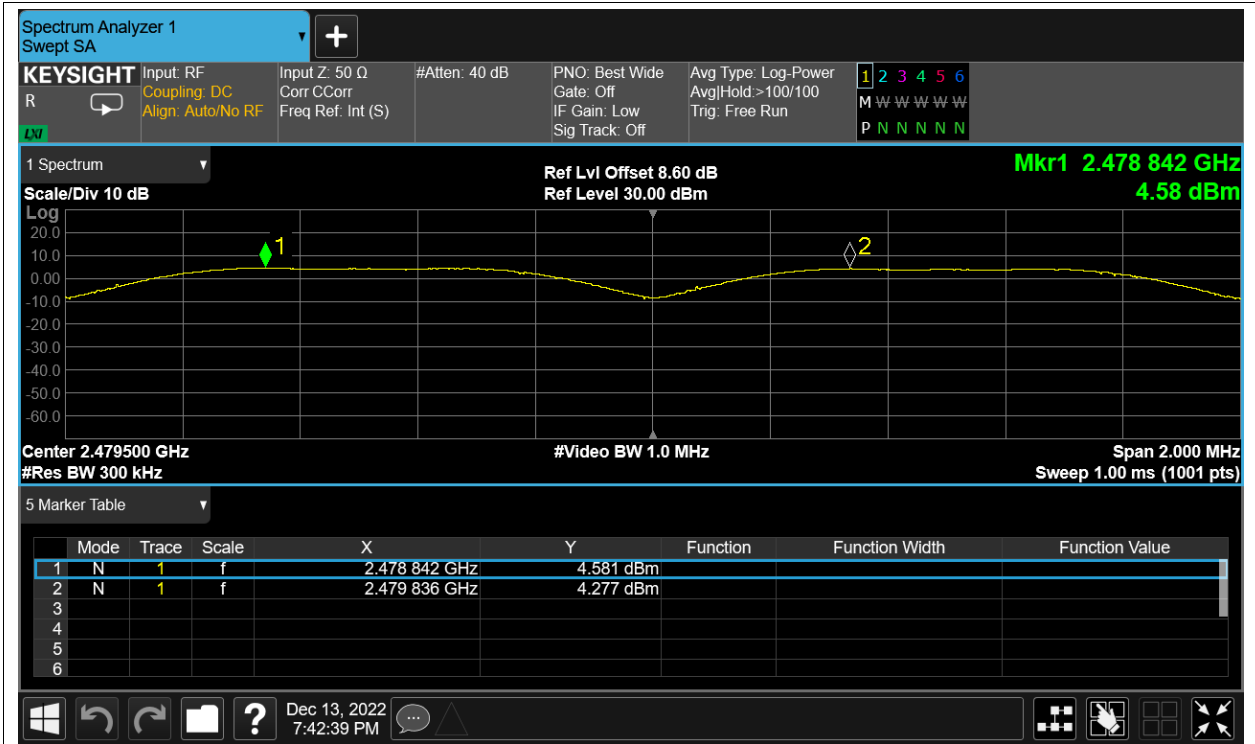 Spectrum Analyzer 1
Swept SA
+
KEYSIGHT
R
LXI
Input: RF
Coupling: DC
Align: Auto/No RF
Input Z: 50 Ω
Corr CCorr
Freq Ref: Int (S)
#Atten: 40 dB
PNO: Best Wide
Gate: Off
IF Gain: Low
Sig Track: Off
Avg Type: Log-Power
Avg|Hold:>100/100
Trig: Free Run
1 2 3 4 5 6
M W W W W W
P N N N N N
1 Spectrum
Scale/Div 10 dB
Ref Lvl Offset 8.60 dB
Ref Level 30.00 dBm
Mkr1 2.478 842 GHz
4.58 dBm
Log
20.0
10.0
0.00
-10.0
-20.0
-30.0
-40.0
-50.0
-60.0
1
2
Center 2.479500 GHz
#Res BW 300 kHz
#Video BW 1.0 MHz
Span 2.000 MHz
Sweep 1.00 ms (1001 pts)
5 Marker Table
Mode Trace Scale X Y Function Function Width Function Value
1 N 1 f 2.478 842 GHz 4.581 dBm
2 N 1 f 2.479 836 GHz 4.277 dBm
3
4
5
6
?
Dec 13, 2022
7:42:39 PM